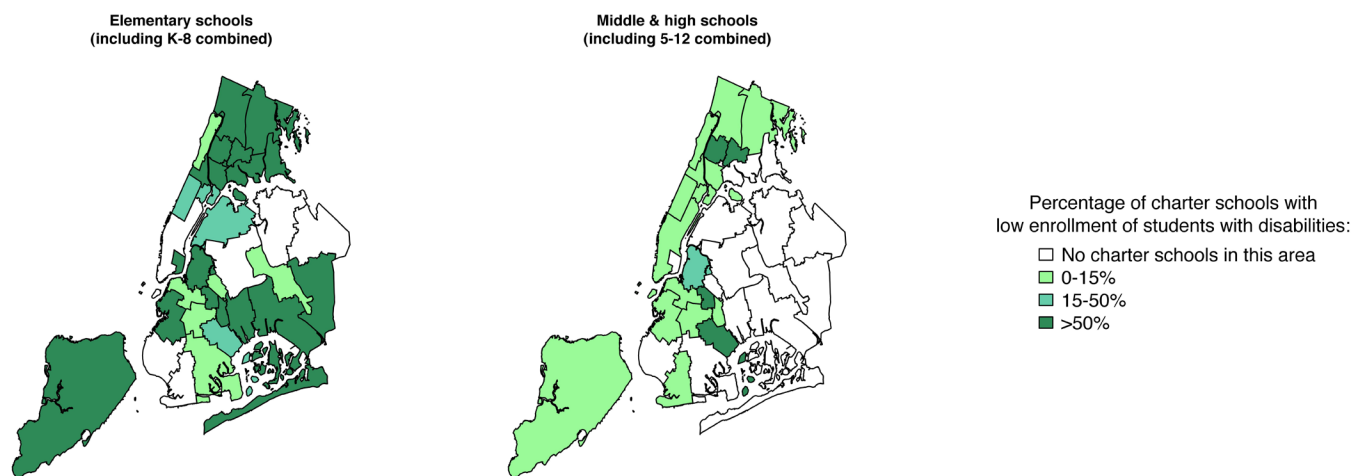 Elementary schools
(including K-8 combined)
Middle & high schools
(including 5-12 combined)
Percentage of charter schools with
low enrollment of students with disabilities:
No charter schools in this area
0-15%
15-50%
>50%